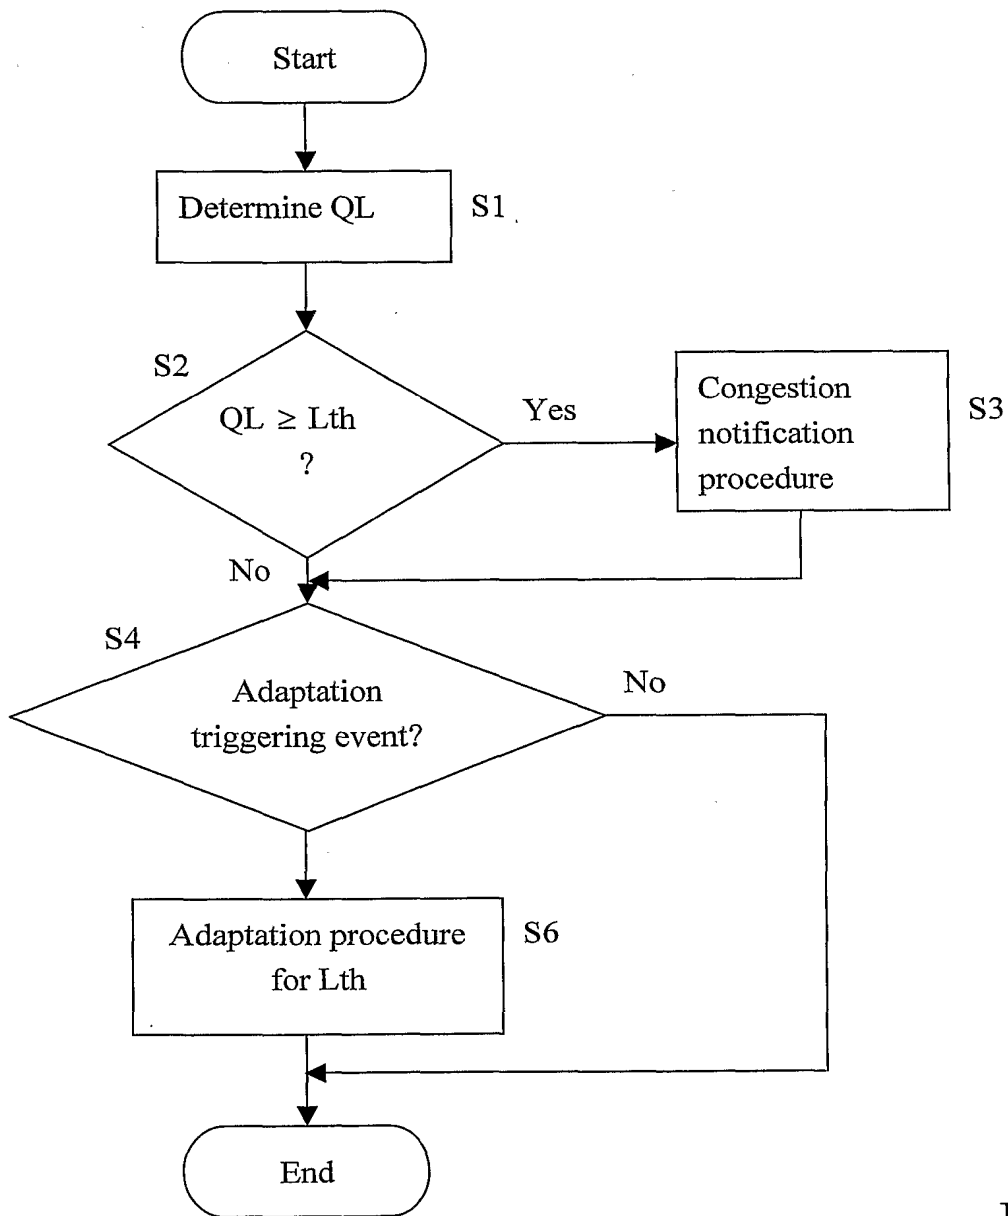 Start
Determine QL
S1
S2
QL ≥ Lth
?
Yes
Congestion
notification
procedure
S3
No
S4
Adaptation
triggering event?
No
Adaptation procedure
for Lth
S6
End